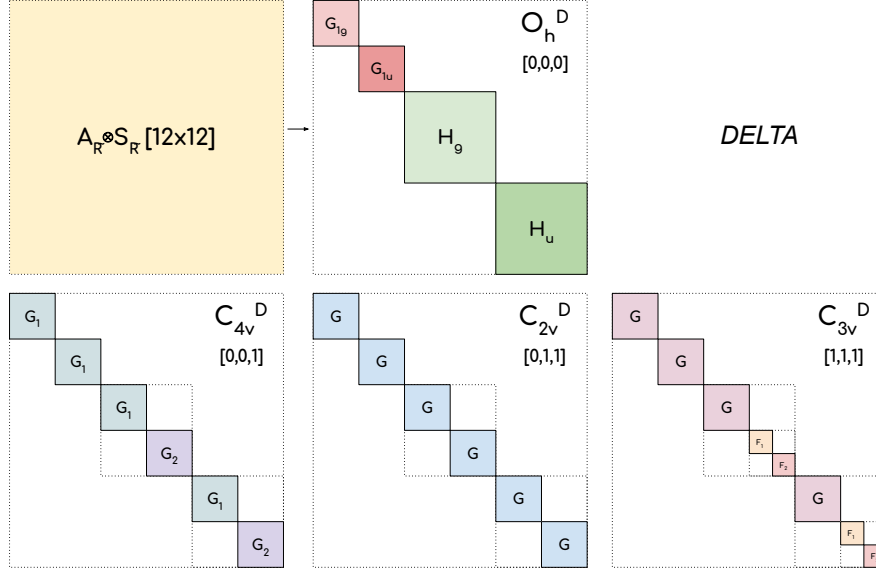 A_R⊗S_R [12x12]
O_h^D
[0,0,0]
G_1g
G_1u
H_g
H_u
DELTA
C_4v^D
[0,0,1]
G_1
G_1
G_1
G_2
G_1
G_2
C_2v^D
[0,1,1]
G
G
G
G
G
G
C_3v^D
[1,1,1]
G
G
G
F_1
F_2
G
F_1
F